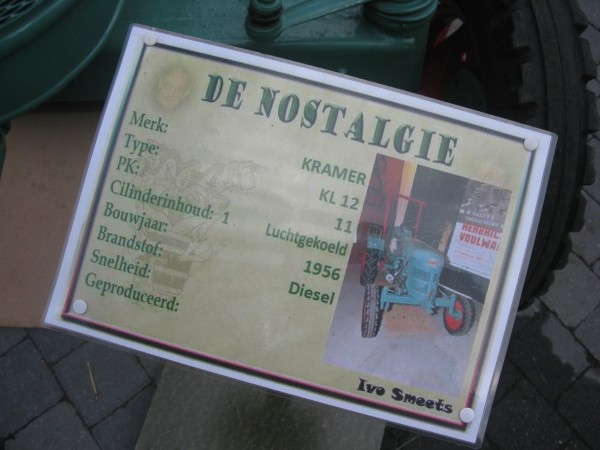 DE NOSTALGIE
Merk: KRAMER
Type: KL 12
PK: 11
Cilinderinhoud: 1 Luchtgekoeld
Bouwjaar: 1956
Brandstof: Diesel
Snelheid:
Geproduceerd:
Ivo Smeets